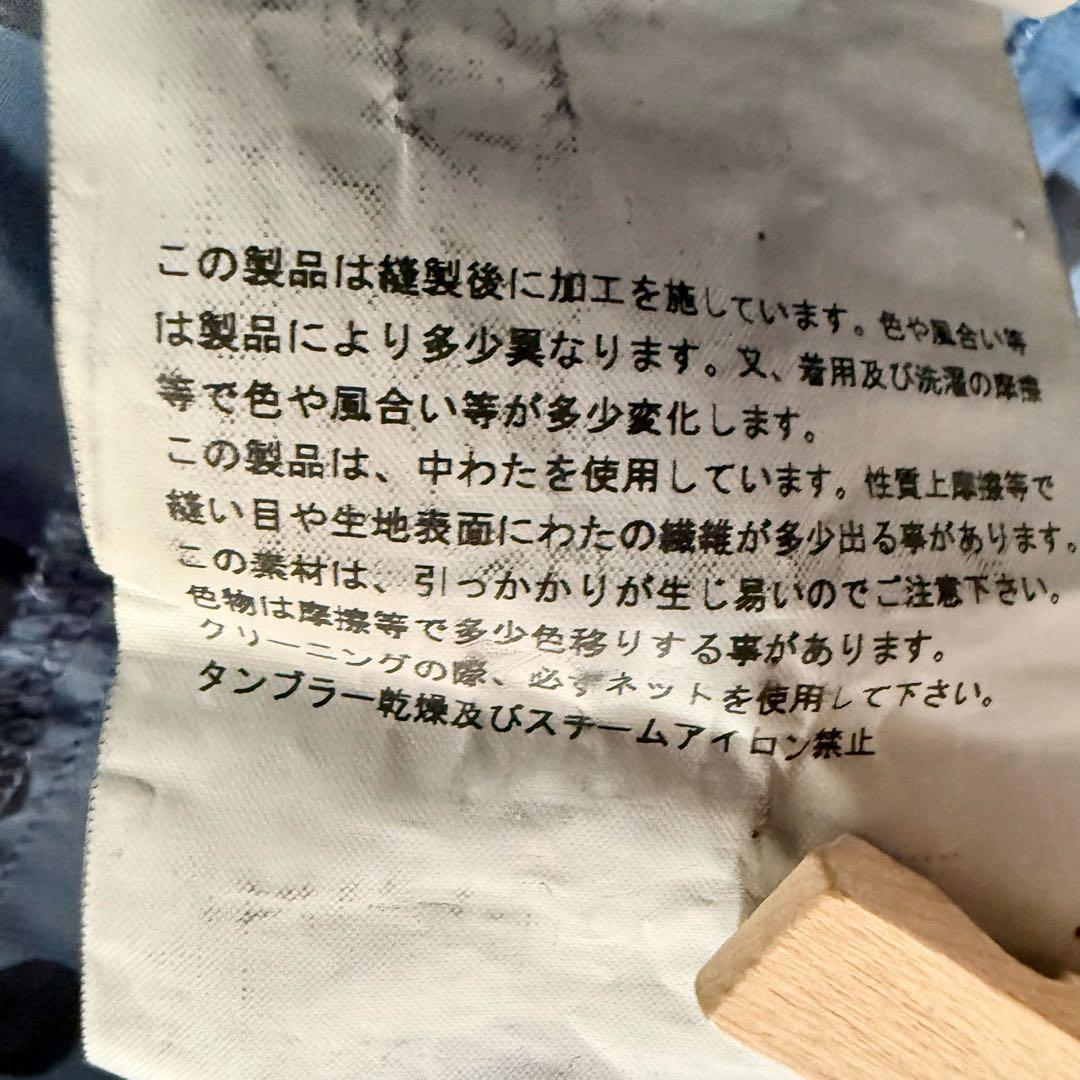 この製品は縫製後に加工を施しています。色や風合い等
は製品により多少異なります。又、着用及び洗濯の摩擦
等で色や風合い等が多少変化します。
この製品は、中わたを使用しています。性質上摩擦等で
縫い目や生地表面にわたの繊維が多少出る事があります。
この素材は、引っかかりが生じ易いのでご注意下さい。
色物は摩擦等で多少色移りする事があります。
クリーニングの際、必ずネットを使用して下さい。
タンブラー乾燥及びスチームアイロン禁止